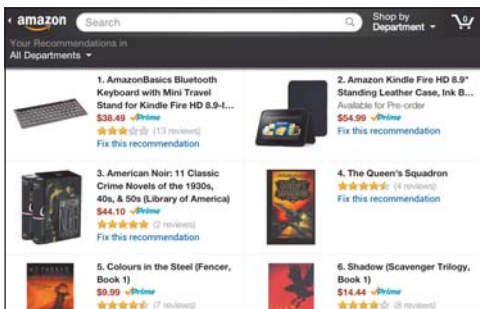 amazon
Search
Shop by
Department
0
Your Recommendations in
All Departments
1. AmazonBasics Bluetooth
Keyboard with Mini Travel
Stand for Kindle Fire HD 8.9-I...
$38.49 Prime
(13 reviews)
Fix this recommendation
2. Amazon Kindle Fire HD 8.9"
Standing Leather Case, Ink B...
Available for Pre-order
$54.99 Prime
Fix this recommendation
3. American Noir: 11 Classic
Crime Novels of the 1930s,
40s, & 50s (Library of America)
$44.10 Prime
(2 reviews)
Fix this recommendation
4. The Queen's Squadron
(4 reviews)
Fix this recommendation
5. Colours in the Steel (Fencer,
Book 1)
$9.99 Prime
(7 reviews)
6. Shadow (Scavenger Trilogy,
Book 1)
$14.44 Prime
(8 reviews)